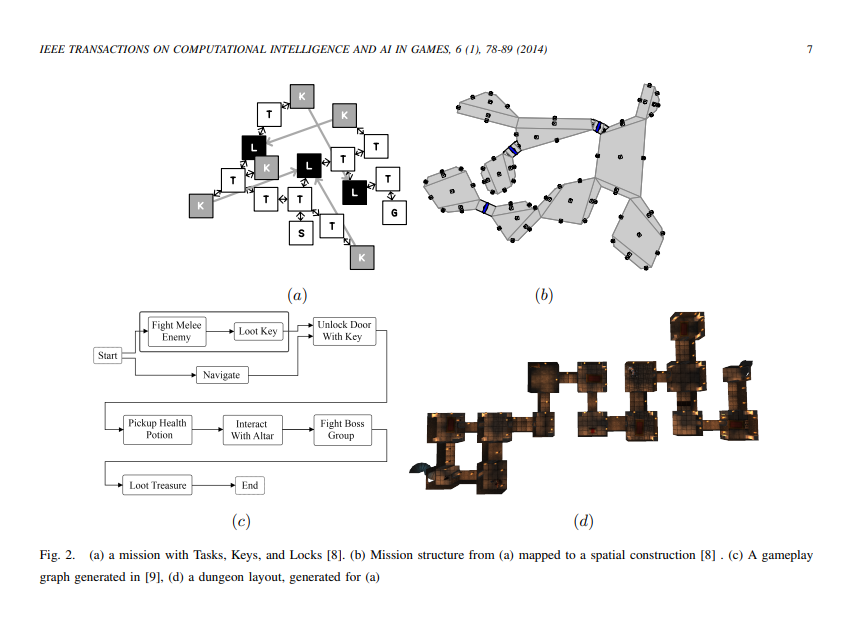 IEEE TRANSACTIONS ON COMPUTATIONAL INTELLIGENCE AND AI IN GAMES, 6 (1), 78-89 (2014) 7
K
T
K
L
T
K
L
T
T
L
T
K
T
T
G
S
T
K
(a)
(b)
Start
Fight Melee
Enemy
Loot Key
Unlock Door
With Key
Navigate
Pickup Health
Potion
Interact
With Altar
Fight Boss
Group
Loot Treasure
End
(c)
(d)
Fig. 2. (a) a mission with Tasks, Keys, and Locks [8]. (b) Mission structure from (a) mapped to a spatial construction [8] . (c) A gameplay
graph generated in [9], (d) a dungeon layout, generated for (a)